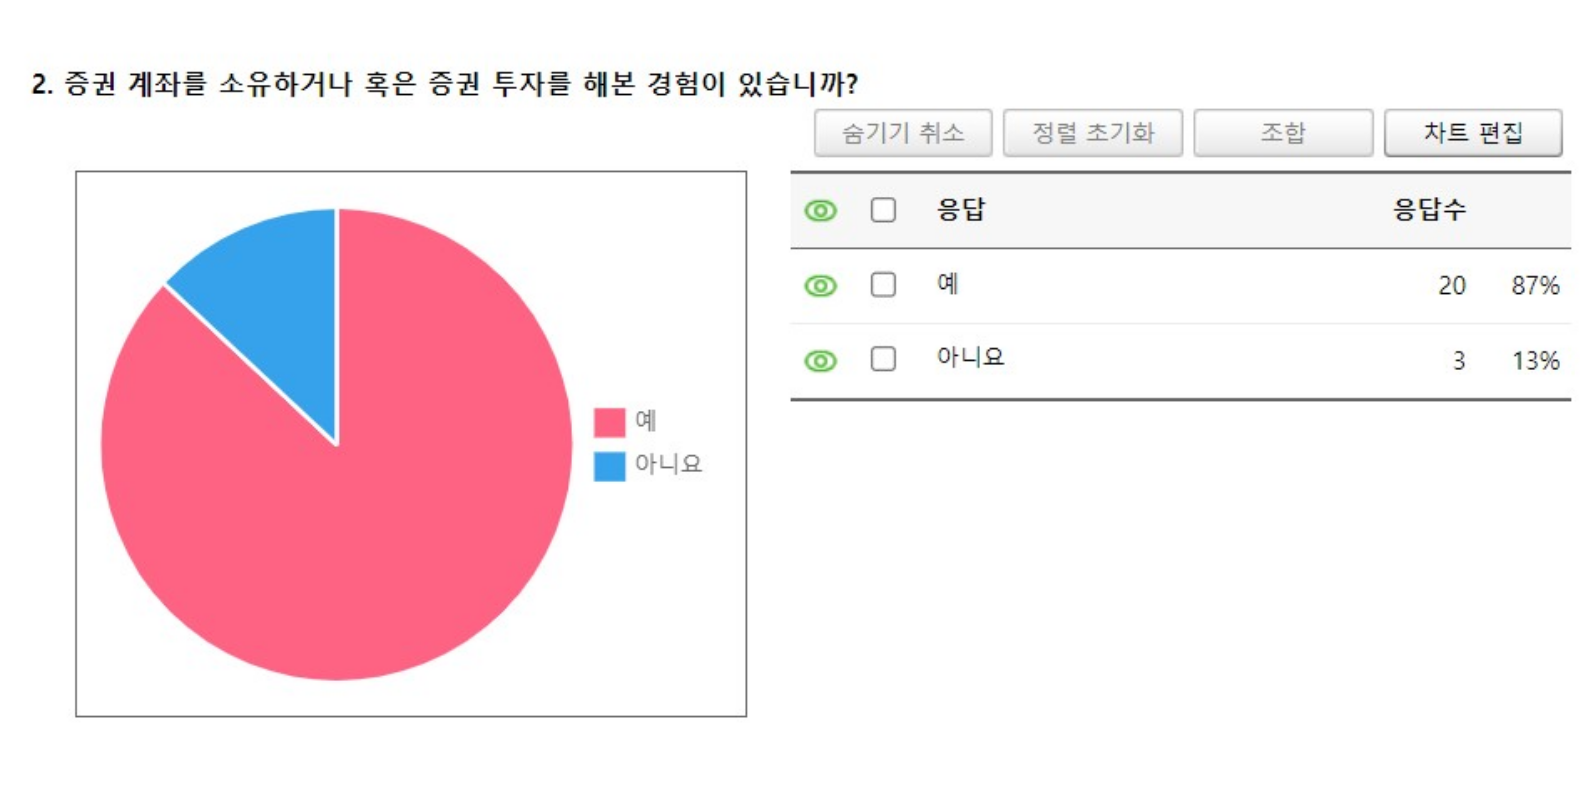 2. 증권 계좌를 소유하거나 혹은 증권 투자를 해본 경험이 있습니까?
숨기기 취소 정렬 초기화 조합 차트 편집
응답 응답수
예 20 87%
아니요 3 13%
예
아니요